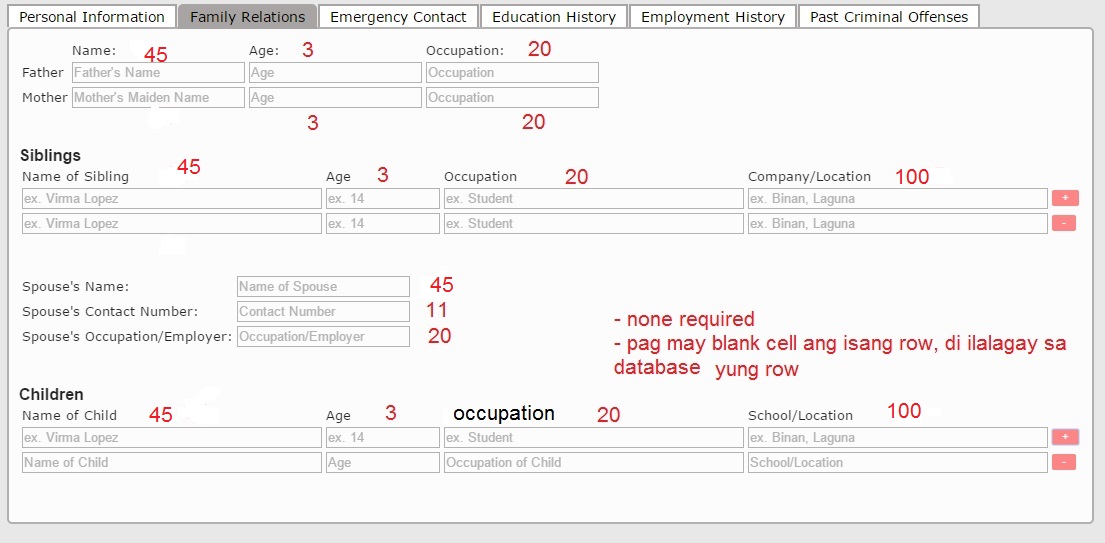 Personal Information Family Relations Emergency Contact Education History Employment History Past Criminal Offenses
Name: 45 Age: 3 Occupation: 20
Father Father's Name Age Occupation
Mother Mother's Maiden Name Age Occupation
3 20
Siblings
Name of Sibling 45 Age 3 Occupation 20 Company/Location 100
ex. Virma Lopez ex. 14 ex. Student ex. Binan, Laguna +
ex. Virma Lopez ex. 14 ex. Student ex. Binan, Laguna -
Spouse's Name: Name of Spouse 45
Spouse's Contact Number: Contact Number 11
Spouse's Occupation/Employer: Occupation/Employer 20
- none required
- pag may blank cell ang isang row, di ilalagay sa
database yung row
Children
Name of Child 45 Age 3 occupation 20 School/Location 100
ex. Virma Lopez ex. 14 ex. Student ex. Binan, Laguna +
Name of Child Age Occupation of Child School/Location -